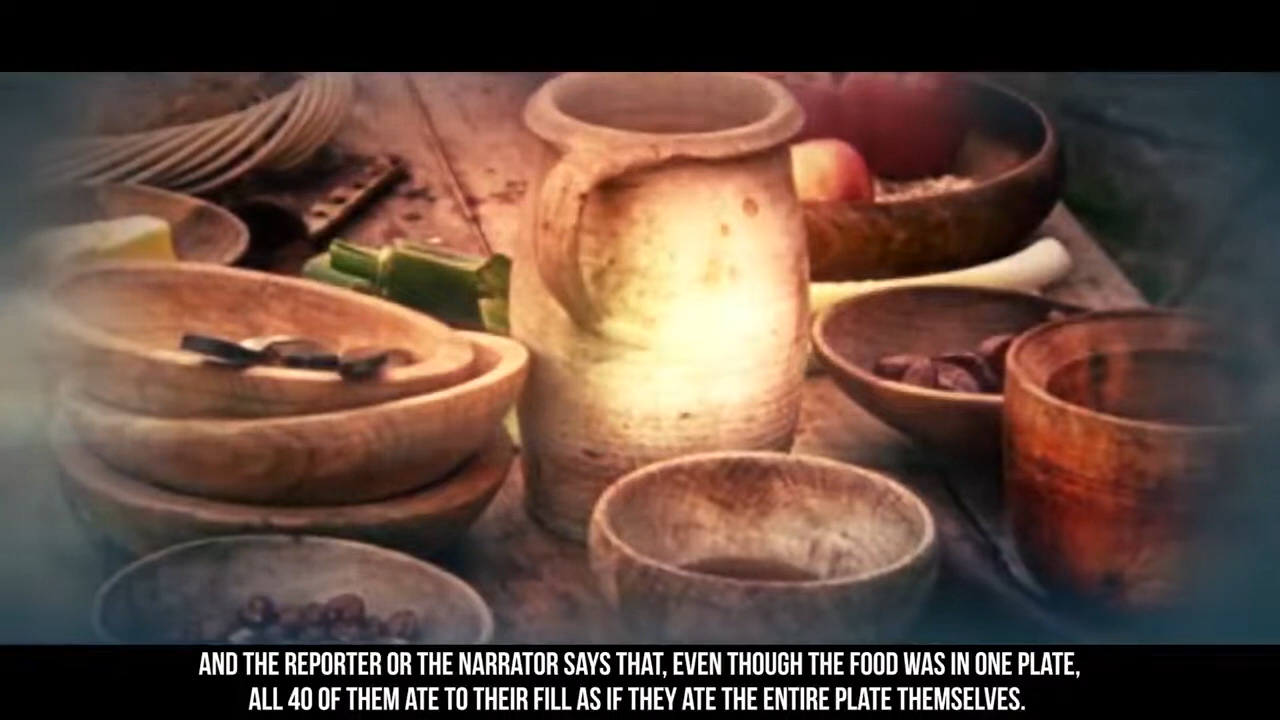 AND THE REPORTER OR THE NARRATOR SAYS THAT, EVEN THOUGH THE FOOD WAS IN ONE PLATE,
ALL 40 OF THEM ATE TO THEIR FILL AS IF THEY ATE THE ENTIRE PLATE THEMSELVES.